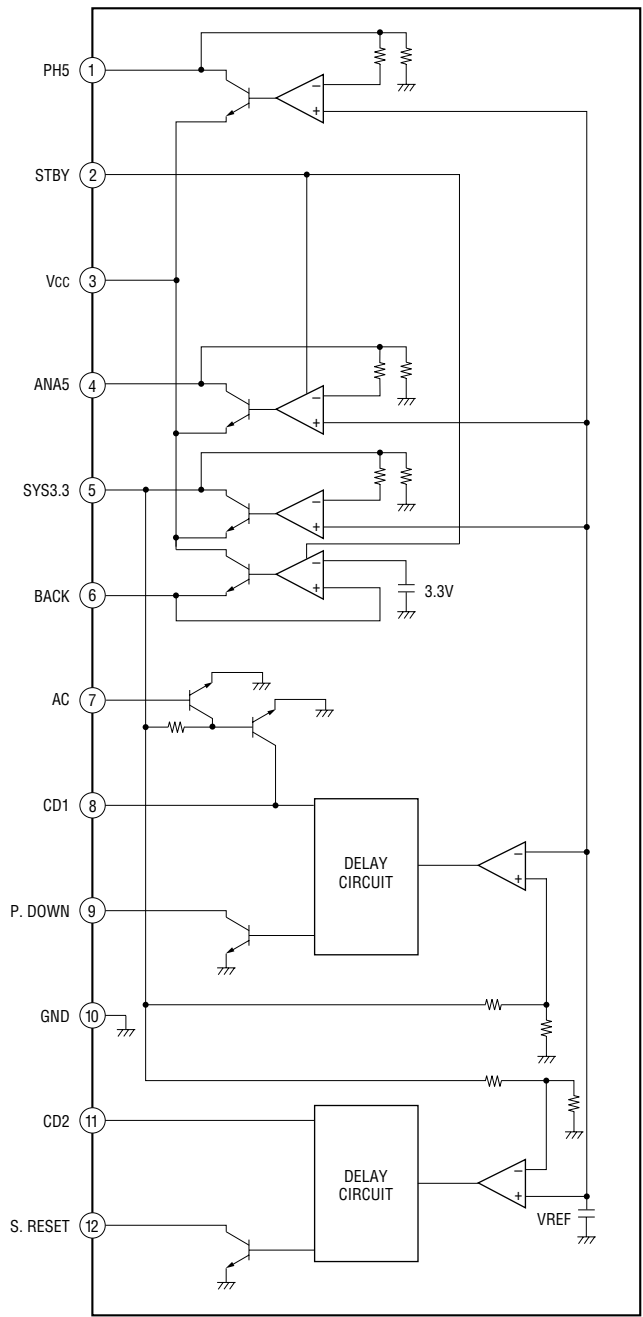 PH5 1
STBY 2
Vcc 3
ANA5 4
SYS3.3 5
BACK 6
AC 7
CD1 8
P. DOWN 9
GND 10
CD2 11
S. RESET 12
− +
− +
− +
− +
3.3V
DELAY
CIRCUIT
− +
DELAY
CIRCUIT
− +
VREF